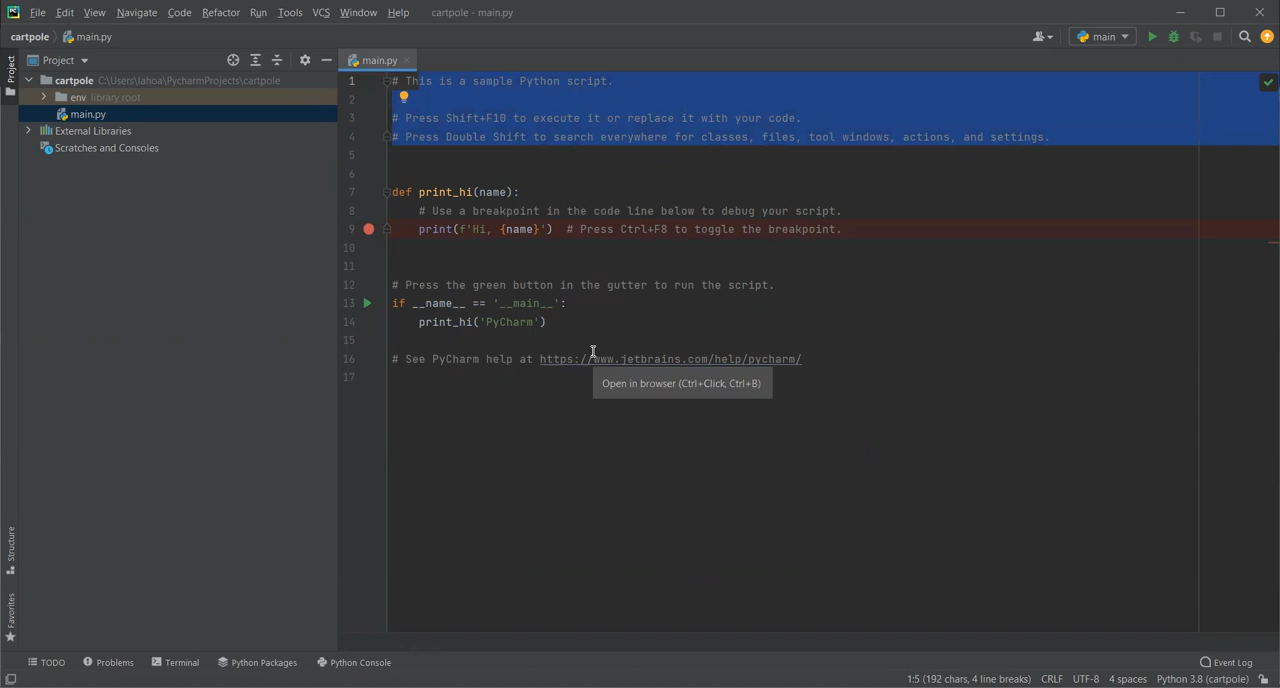 PC File Edit View Navigate Code Refactor Run Tools VCS Window Help cartpole - main.py
cartpole main.py main
Project main.py
cartpole C:\Users\lahoa\PycharmProjects\cartpole
env library root
main.py
External Libraries
Scratches and Consoles
Project
Structure
Favorites
1 # This is a sample Python script.
2
3 # Press Shift+F10 to execute it or replace it with your code.
4 # Press Double Shift to search everywhere for classes, files, tool windows, actions, and settings.
5
6
7 def print_hi(name):
8 # Use a breakpoint in the code line below to debug your script.
9 print(f'Hi, {name}') # Press Ctrl+F8 to toggle the breakpoint.
10
11
12 # Press the green button in the gutter to run the script.
13 if __name__ == '__main__':
14 print_hi('PyCharm')
15
16 # See PyCharm help at https://www.jetbrains.com/help/pycharm/
17
Open in browser (Ctrl+Click, Ctrl+B)
TODO Problems Terminal Python Packages Python Console Event Log
1:5 (192 chars, 4 line breaks) CRLF UTF-8 4 spaces Python 3.8 (cartpole)